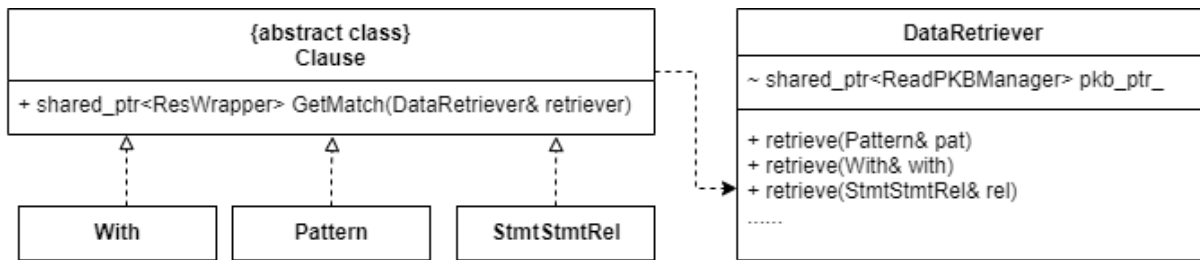 {abstract class}
Clause
+ shared_ptr<ResWrapper> GetMatch(DataRetriever& retriever)
With
Pattern
StmtStmtRel
DataRetriever
~ shared_ptr<ReadPKBManager> pkb_ptr_
+ retrieve(Pattern& pat)
+ retrieve(With& with)
+ retrieve(StmtStmtRel& rel)
......